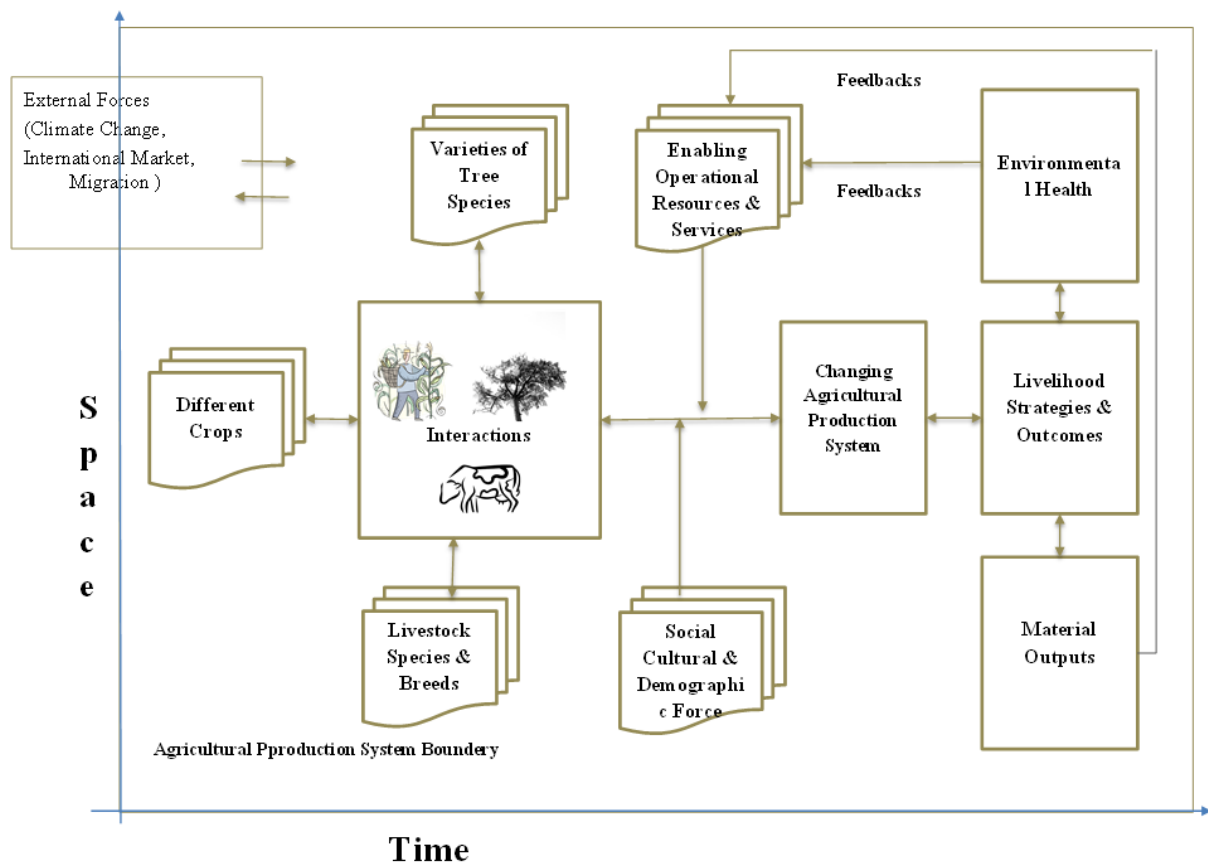 External Forces
(Climate Change,
International Market,
Migration )
Varieties of
Tree
Species
Enabling
Operational
Resources &
Services
Feedbacks
Feedbacks
Environmenta
l Health
S
p
a
c
e
Different
Crops
Interactions
Changing
Agricultural
Production
System
Livelihood
Strategies &
Outcomes
Livestock
Species &
Breeds
Social
Cultural &
Demographi
c Force
Material
Outputs
Agricultural Pproduction System Boundery
Time